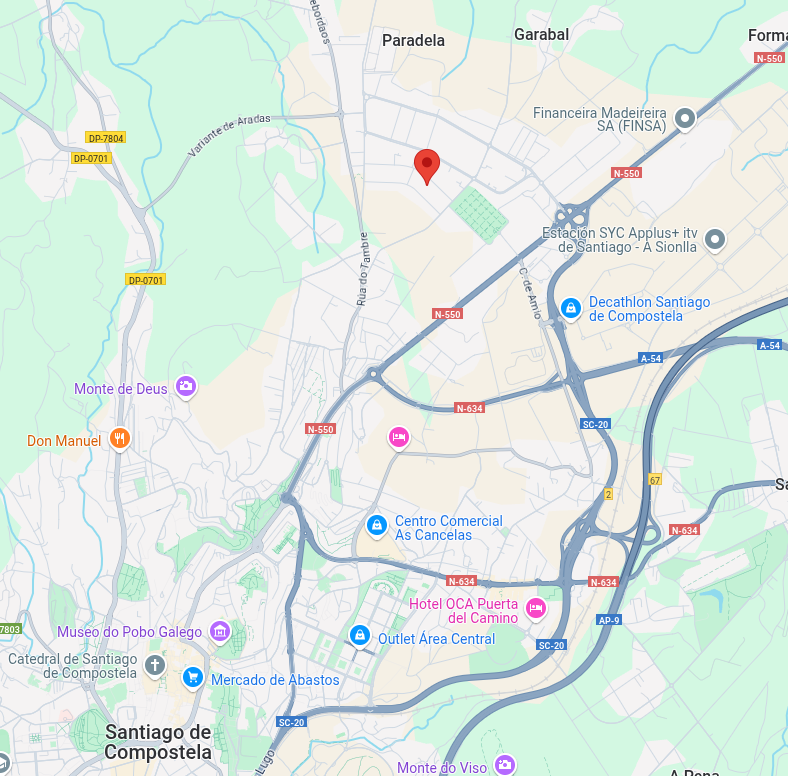 Paradela
Garabal
N-550
Financeira Madeireira
SA (FINSA)
Variante de Aradas
DP-7804
DP-0701
N-550
Estación SYC Applus+ itv
de Santiago - A Sionlla
Rúa do Tambre
C. de Amio
DP-0701
Decathlon Santiago
de Compostela
N-550
A-54
A-54
Monte de Deus
N-634
SC-20
N-550
Don Manuel
67
2
Centro Comercial
As Cancelas
N-634
N-634
N-634
Hotel OCA Puerta
del Camino
AP-9
7803
Museo do Pobo Galego
Outlet Área Central
SC-20
Catedral de Santiago
de Compostela
Mercado de Abastos
SC-20
Santiago de
Compostela
Monte do Viso